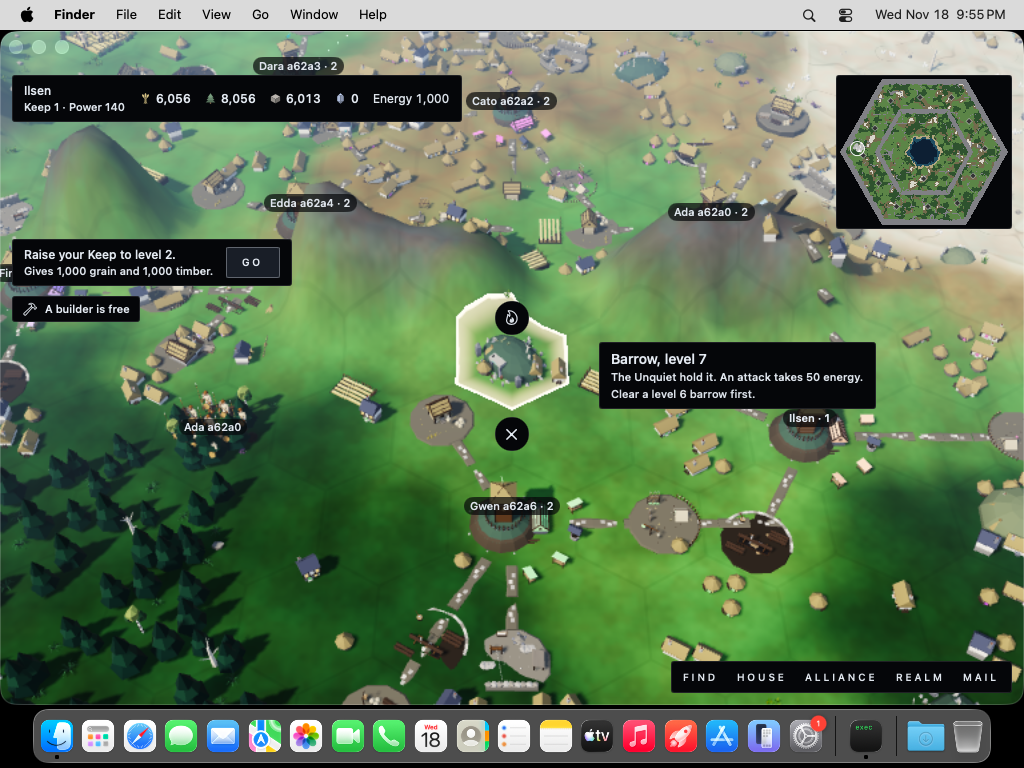 Finder File Edit View Go Window Help Wed Nov 18 9:55 PM
Dara a62a3 · 2
Ilsen
Keep 1 · Power 140
6,056 8,056 6,013 0 Energy 1,000
Cato a62a2 · 2
Edda a62a4 · 2
Ada a62a0 · 2
Raise your Keep to level 2.
Gives 1,000 grain and 1,000 timber.
GO
A builder is free
Barrow, level 7
The Unquiet hold it. An attack takes 50 energy.
Clear a level 6 barrow first.
Ilsen · 1
Ada a62a0
Gwen a62a6 · 2
FIND HOUSE ALLIANCE REALM MAIL
Wed
18
tv
1
exec